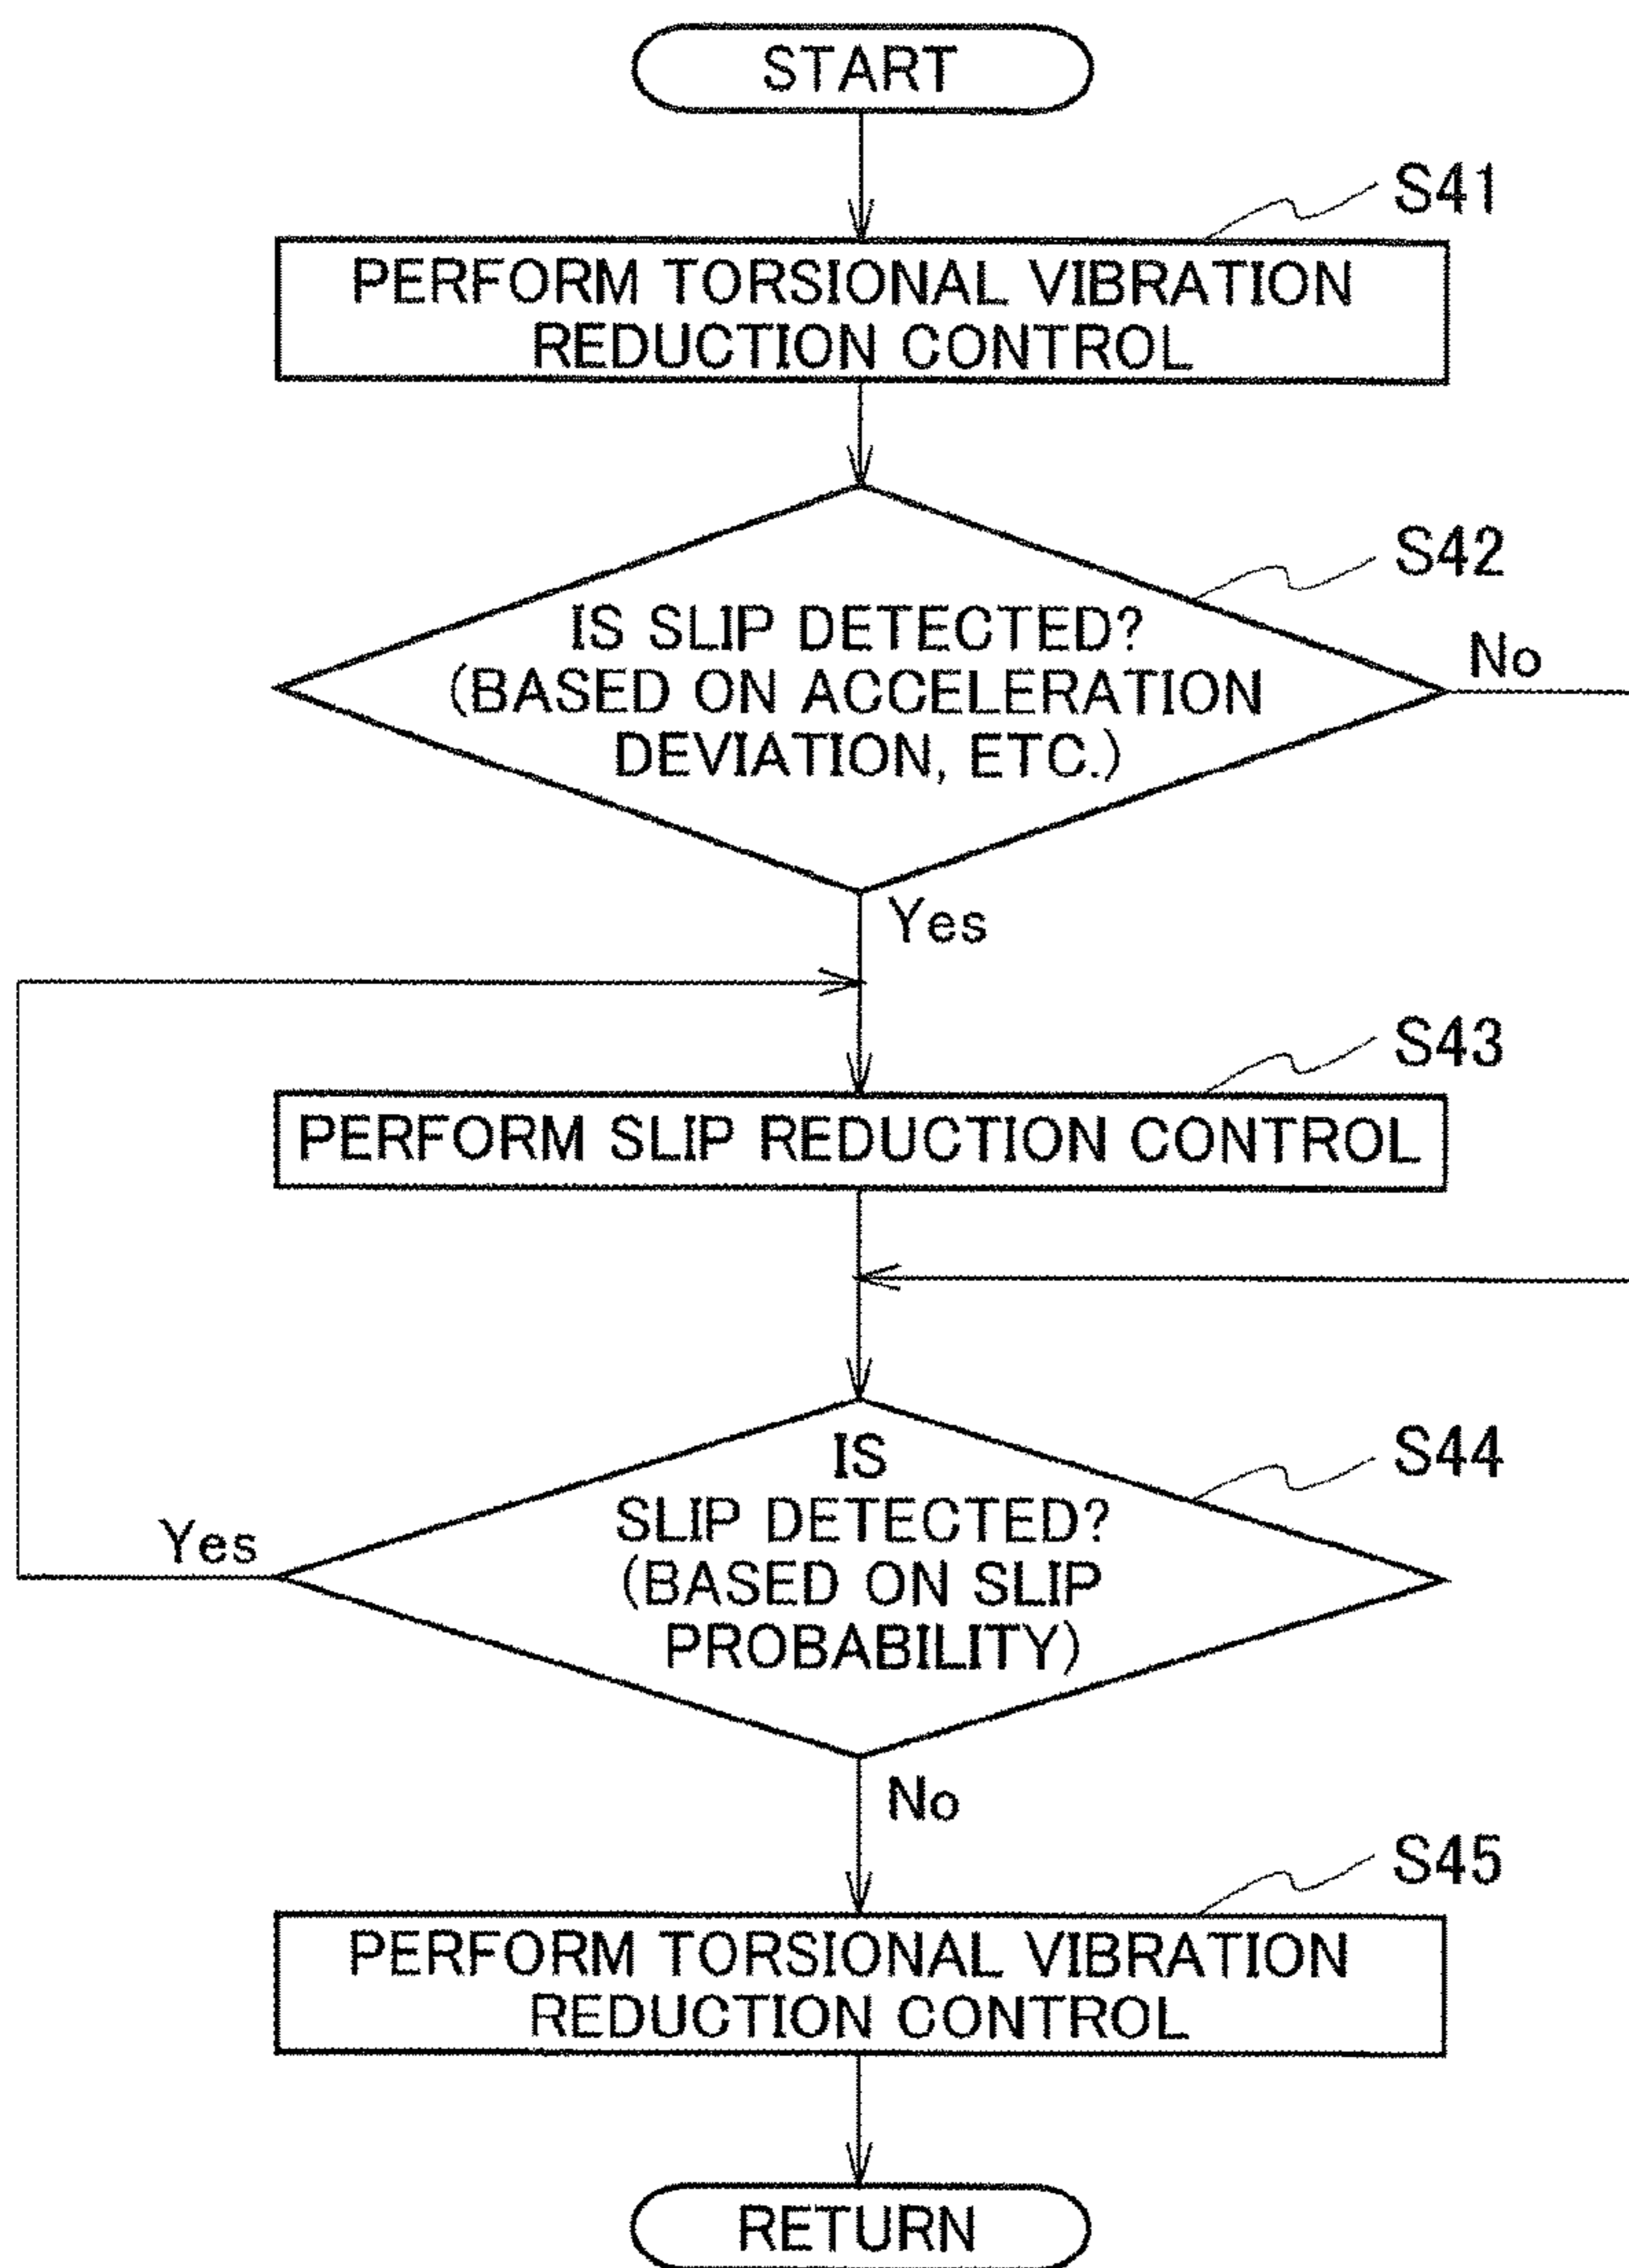 START
S41
PERFORM TORSIONAL VIBRATION
REDUCTION CONTROL
S42
IS SLIP DETECTED?
(BASED ON ACCELERATION
DEVIATION, ETC.)
No
Yes
S43
PERFORM SLIP REDUCTION CONTROL
S44
IS
SLIP DETECTED?
(BASED ON SLIP
PROBABILITY)
Yes
No
S45
PERFORM TORSIONAL VIBRATION
REDUCTION CONTROL
RETURN